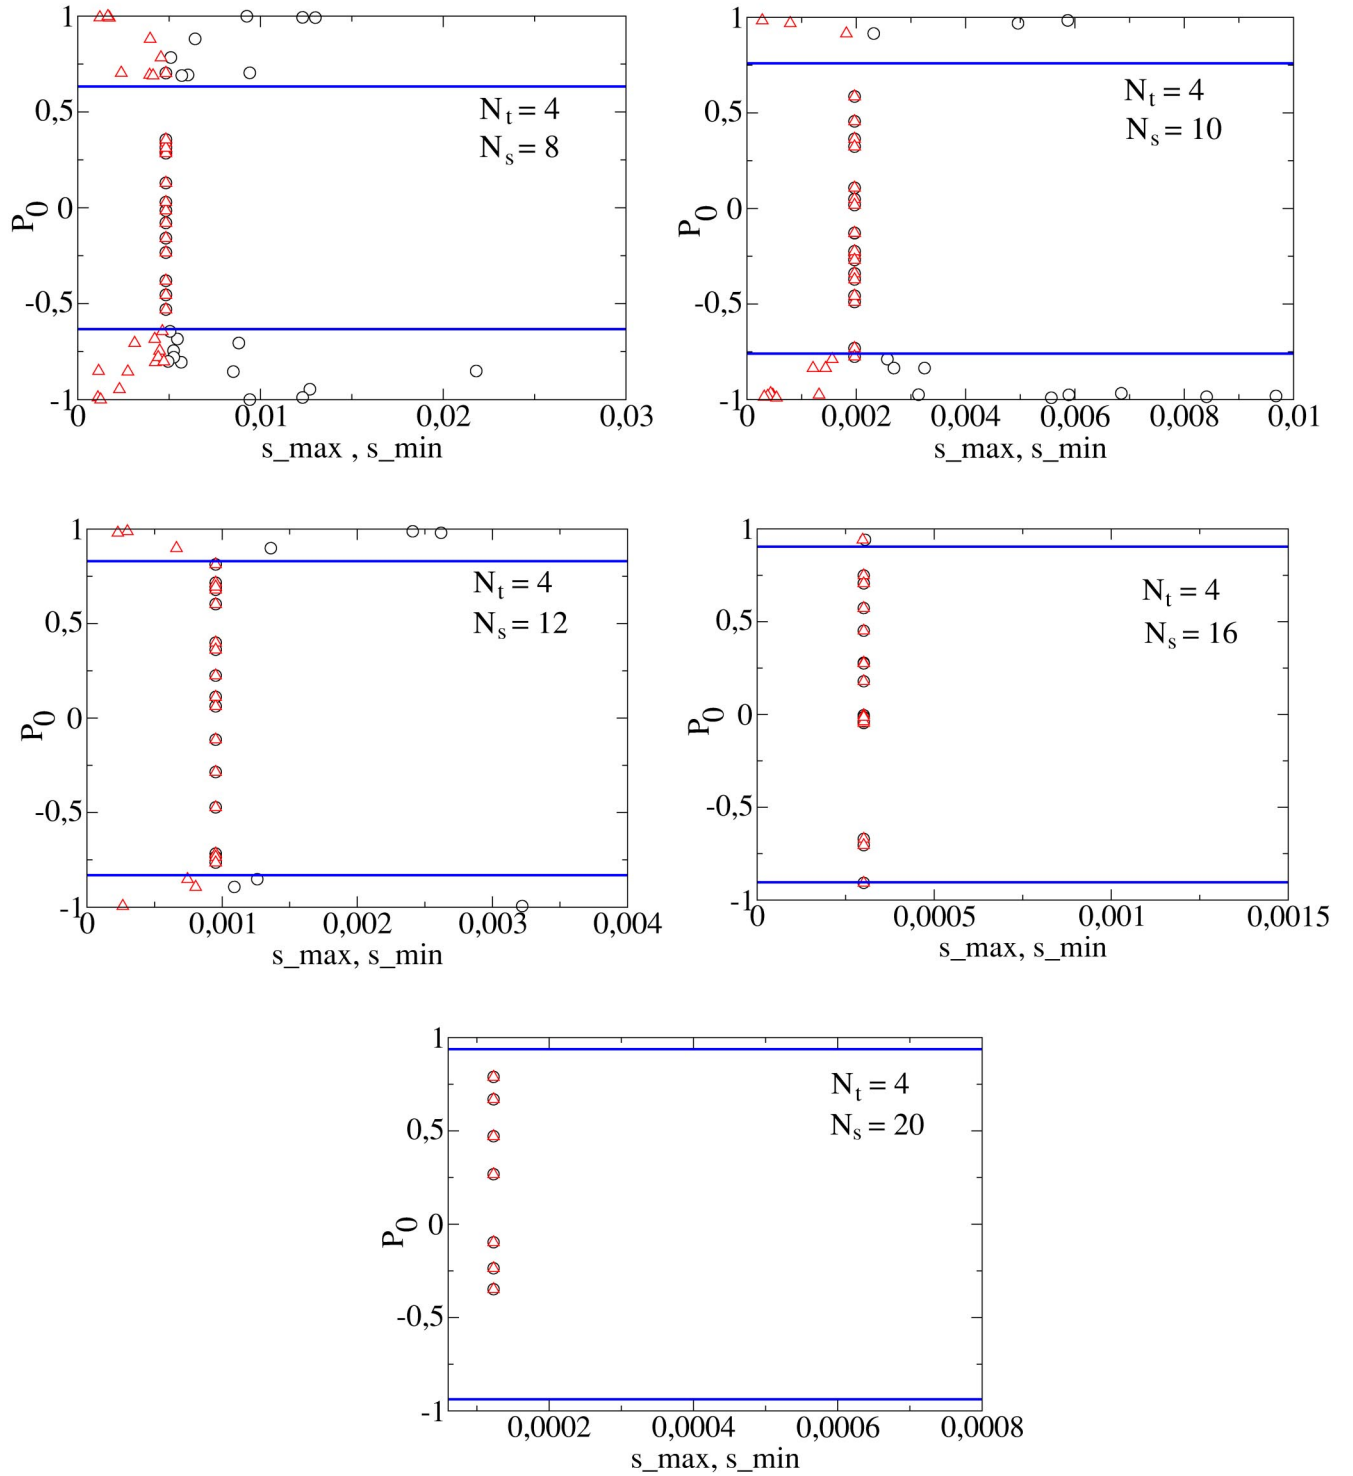 1
0,5
0
-0,5
-1
P0
Nt = 4
Ns = 8
0 0,01 0,02 0,03
s_max , s_min
1
0,5
0
-0,5
-1
P0
Nt = 4
Ns = 10
0 0,002 0,004 0,006 0,008 0,01
s_max, s_min
1
0,5
0
-0,5
-1
P0
Nt = 4
Ns = 12
0 0,001 0,002 0,003 0,004
s_max, s_min
1
0,5
0
-0,5
-1
P0
Nt = 4
Ns = 16
0 0,0005 0,001 0,0015
s_max, s_min
1
0,5
0
-0,5
-1
P0
Nt = 4
Ns = 20
0,0002 0,0004 0,0006 0,0008
s_max, s_min